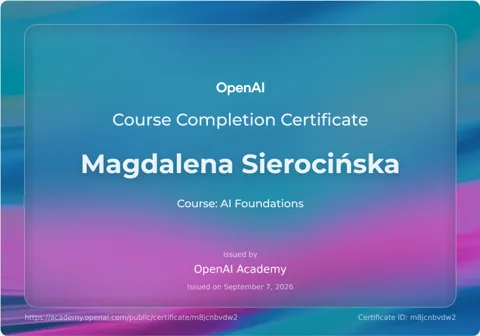 OpenAI
Course Completion Certificate
Magdalena Sierocińska
Course: AI Foundations
Issued by
OpenAI Academy
Issued on September 7, 2026
https://academy.openai.com/public/certificate/m8jcnbvdw2
Certificate ID: m8jcnbvdw2